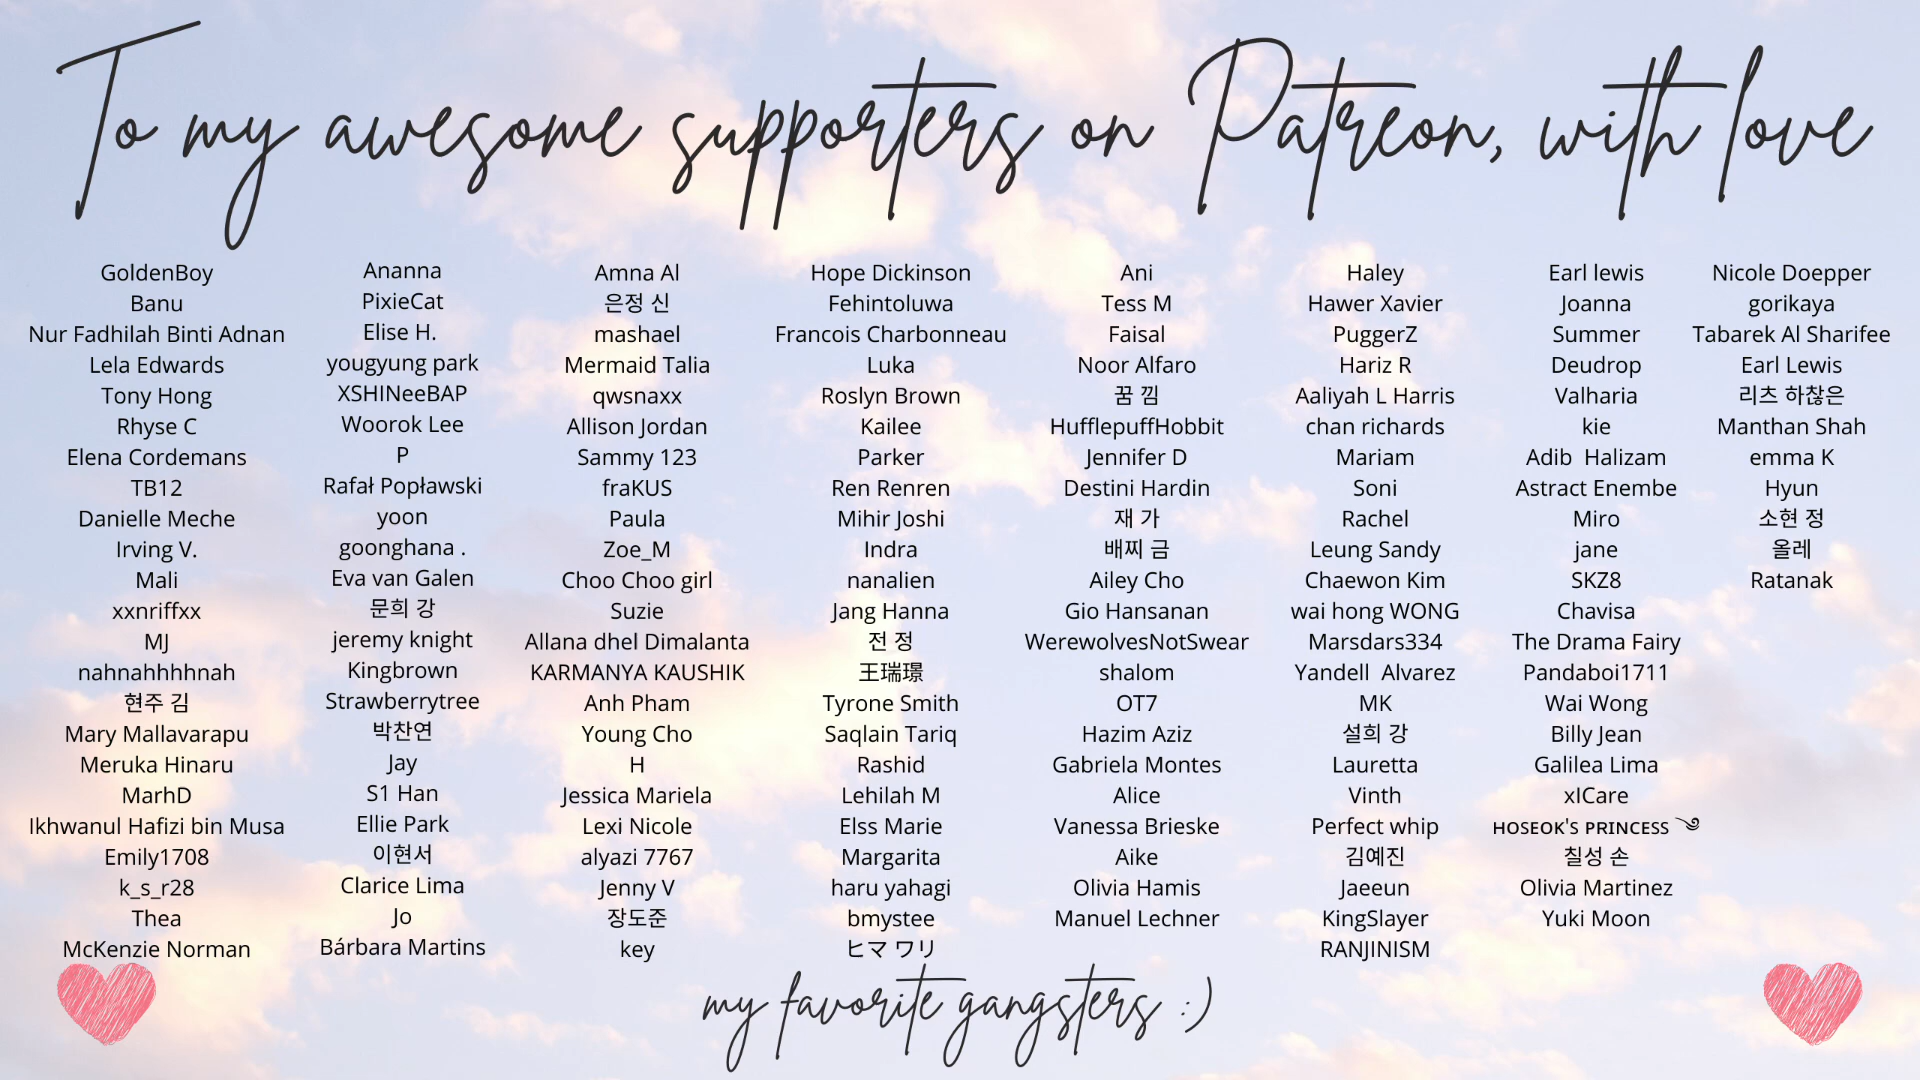 To my awesome supporters on Patreon, with love
GoldenBoy
Banu
Nur Fadhilah Binti Adnan
Lela Edwards
Tony Hong
Rhyse C
Elena Cordemans
TB12
Danielle Meche
Irving V.
Mali
xxnriffxx
MJ
nahnahhhhnah
현주 김
Mary Mallavarapu
Meruka Hinaru
MarhD
Ikhwanul Hafizi bin Musa
Emily1708
k_s_r28
Thea
McKenzie Norman
Ananna
PixieCat
Elise H.
yougyung park
XSHINeeBAP
Woorok Lee
P
Rafał Popławski
yoon
goonghana .
Eva van Galen
문희 강
jeremy knight
Kingbrown
Strawberrytree
박찬연
Jay
S1 Han
Ellie Park
이현서
Clarice Lima
Jo
Bárbara Martins
Amna Al
은정 신
mashael
Mermaid Talia
qwsnaxx
Allison Jordan
Sammy 123
fraKUS
Paula
Zoe_M
Choo Choo girl
Suzie
Allana dhel Dimalanta
KARMANYA KAUSHIK
Anh Pham
Young Cho
H
Jessica Mariela
Lexi Nicole
alyazi 7767
Jenny V
장도준
key
Hope Dickinson
Fehintoluwa
Francois Charbonneau
Luka
Roslyn Brown
Kailee
Parker
Ren Renren
Mihir Joshi
Indra
nanalien
Jang Hanna
전 정
王瑞璟
Tyrone Smith
Saqlain Tariq
Rashid
Lehilah M
Elss Marie
Margarita
haru yahagi
bmystee
ヒマ ワリ
Ani
Tess M
Faisal
Noor Alfaro
꿈 낌
HufflepuffHobbit
Jennifer D
Destini Hardin
재 가
배찌 금
Ailey Cho
Gio Hansanan
WerewolvesNotSwear
shalom
OT7
Hazim Aziz
Gabriela Montes
Alice
Vanessa Brieske
Aike
Olivia Hamis
Manuel Lechner
Haley
Hawer Xavier
PuggerZ
Hariz R
Aaliyah L Harris
chan richards
Mariam
Soni
Rachel
Leung Sandy
Chaewon Kim
wai hong WONG
Marsdars334
Yandell  Alvarez
MK
설희 강
Lauretta
Vinth
Perfect whip
김예진
Jaeeun
KingSlayer
RANJINISM
Earl lewis
Joanna
Summer
Deudrop
Valharia
kie
Adib  Halizam
Astract Enembe
Miro
jane
SKZ8
Chavisa
The Drama Fairy
Pandaboi1711
Wai Wong
Billy Jean
Galilea Lima
xICare
ʜᴏsᴇᴏᴋ's ᴘʀɪɴᴄᴇss ༄
칠성 손
Olivia Martinez
Yuki Moon
Nicole Doepper
gorikaya
Tabarek Al Sharifee
Earl Lewis
리츠 하찮은
Manthan Shah
emma K
Hyun
소현 정
올레
Ratanak
my favorite gangsters :)